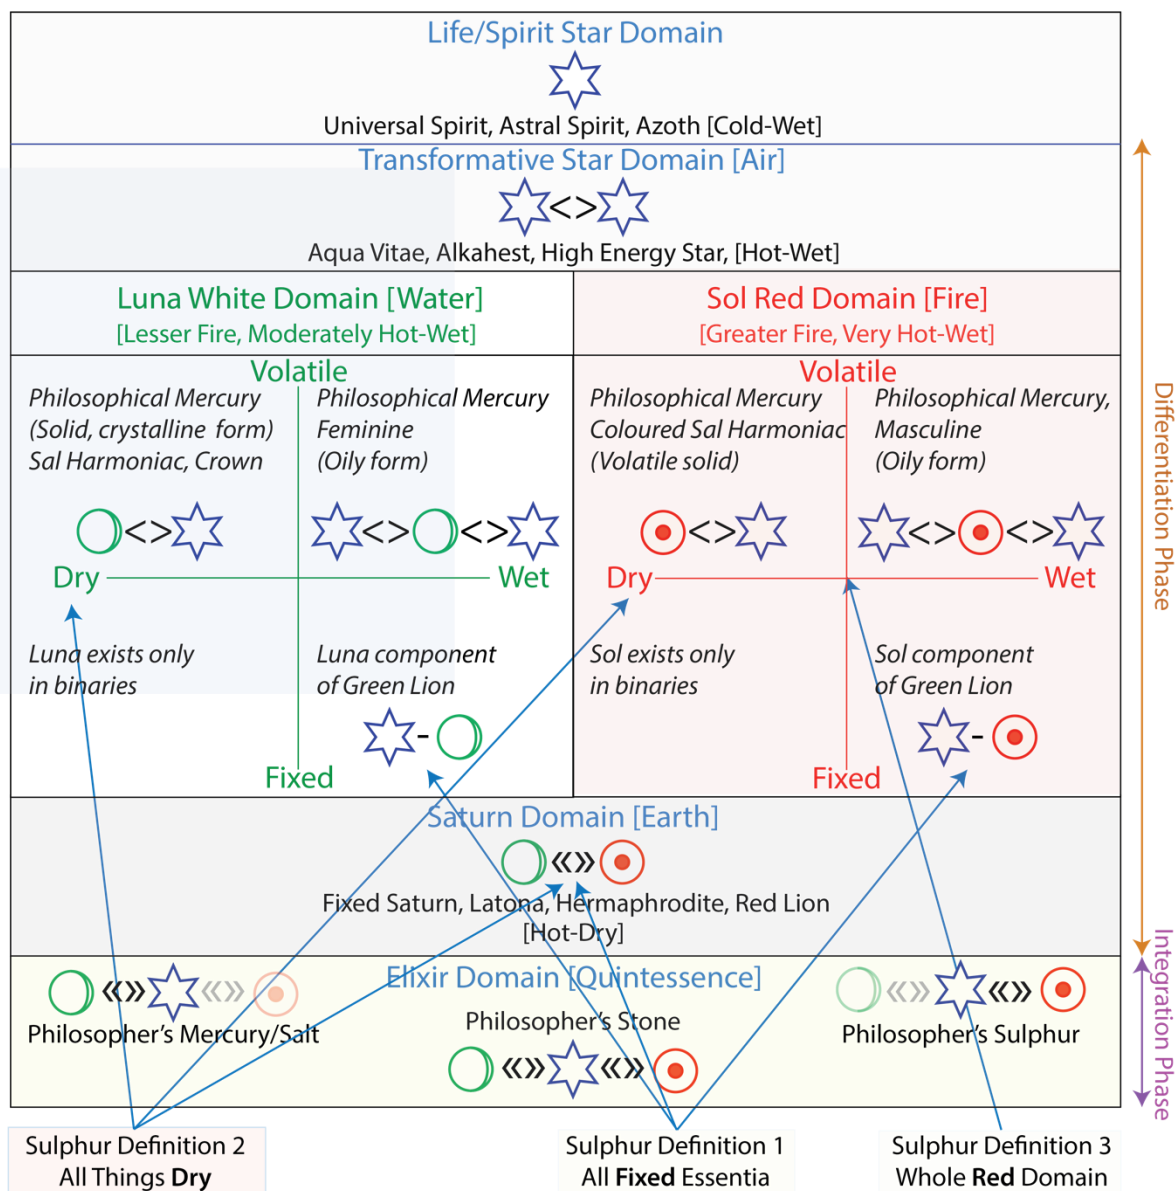 Life/Spirit Star Domain
Universal Spirit, Astral Spirit, Azoth [Cold-Wet]
Transformative Star Domain [Air]
<>
Aqua Vitae, Alkahest, High Energy Star, [Hot-Wet]
Luna White Domain [Water]
[Lesser Fire, Moderately Hot-Wet]
Sol Red Domain [Fire]
[Greater Fire, Very Hot-Wet]
Volatile
Philosophical Mercury
(Solid, crystalline form)
Sal Harmoniac, Crown
Philosophical Mercury
Feminine
(Oily form)
<>
<> <>
Dry
Wet
Luna exists only
in binaries
Luna component
of Green Lion
-
Fixed
Volatile
Philosophical Mercury
Coloured Sal Harmoniac
(Volatile solid)
Philosophical Mercury,
Masculine
(Oily form)
<>
<> <>
Dry
Wet
Sol exists only
in binaries
Sol component
of Green Lion
-
Fixed
Saturn Domain [Earth]
«»
Fixed Saturn, Latona, Hermaphrodite, Red Lion
[Hot-Dry]
Elixir Domain [Quintessence]
«» «»
Philosopher's Mercury/Salt
Philosopher's Stone
«» «»
«» «»
Philosopher's Sulphur
Differentiation Phase
Integration Phase
Sulphur Definition 2
All Things Dry
Sulphur Definition 1
All Fixed Essentia
Sulphur Definition 3
Whole Red Domain